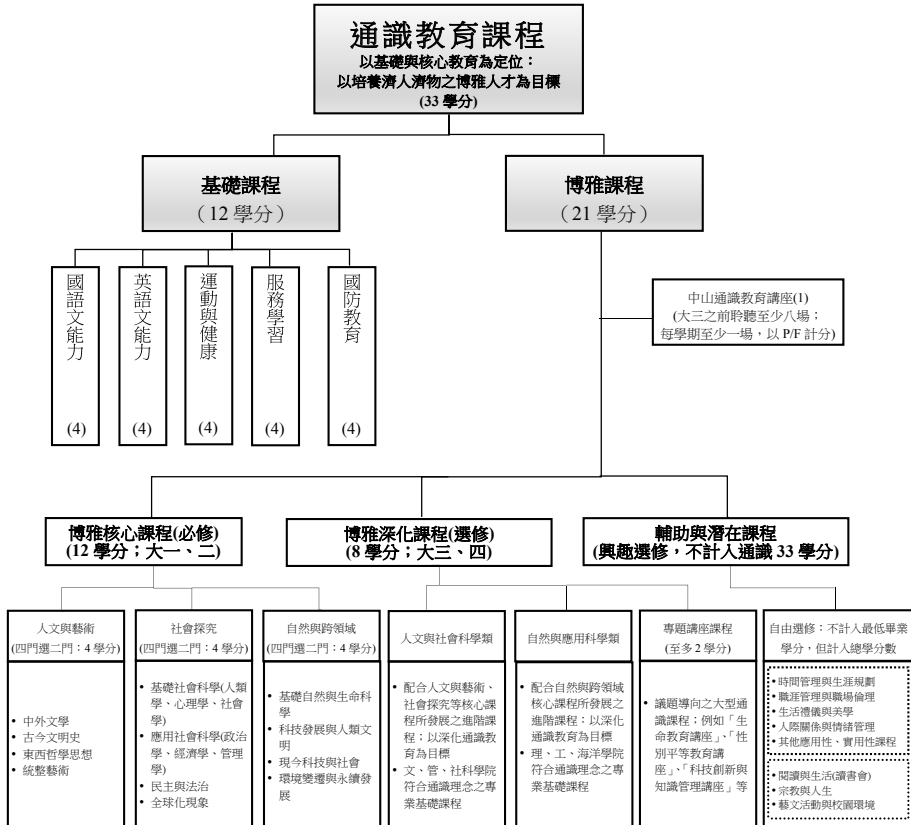 通識教育課程
以基礎與核心教育為定位：
以培養濟人濟物之博雅人才為目標
(33 學分)
基礎課程
（12 學分）
博雅課程
（21 學分）
國語文能力
(4)
英語文能力
(4)
運動與健康
(4)
服務學習
(4)
國防教育
(4)
中山通識教育講座(1)
(大三之前聆聽至少八場；
每學期至少一場，以 P/F 計分)
博雅核心課程(必修)
(12 學分；大一、二)
博雅深化課程(選修)
(8 學分；大三、四)
輔助與潛在課程
(興趣選修，不計入通識 33 學分)
人文與藝術
(四門選二門：4 學分)
• 中外文學
• 古今文明史
• 東西哲學思想
• 統整藝術
社會探究
(四門選二門：4 學分)
• 基礎社會科學(人類
學、心理學、社會
學)
• 應用社會科學(政治
學、經濟學、管理
學)
• 民主與法治
• 全球化現象
自然與跨領域
(四門選二門：4 學分)
• 基礎自然與生命科
學
• 科技發展與人類文
明
• 現今科技與社會
• 環境變遷與永續發
展
人文與社會科學類
• 配合人文與藝術、
社會探究等核心課
程所發展之進階課
程；以深化通識教
育為目標
• 文、管、社科學院
符合通識理念之專
業基礎課程
自然與應用科學類
• 配合自然與跨領域
核心課程所發展之
進階課程；以深化
通識教育為目標
• 理、工、海洋學院
符合通識理念之專
業基礎課程
專題講座課程
(至多 2 學分)
• 議題導向之大型通
識課程；例如「生
命教育講座」、「性
別平等教育講
座」、「科技創新與
知識管理講座」等
自由選修：不計入最低畢業
學分，但計入總學分數
• 時間管理與生涯規劃
• 職涯管理與職場倫理
• 生活禮儀與美學
• 人際關係與情緒管理
• 其他應用性、實用性課程
• 閱讀與生活(讀書會)
• 宗教與人生
• 藝文活動與校園環境